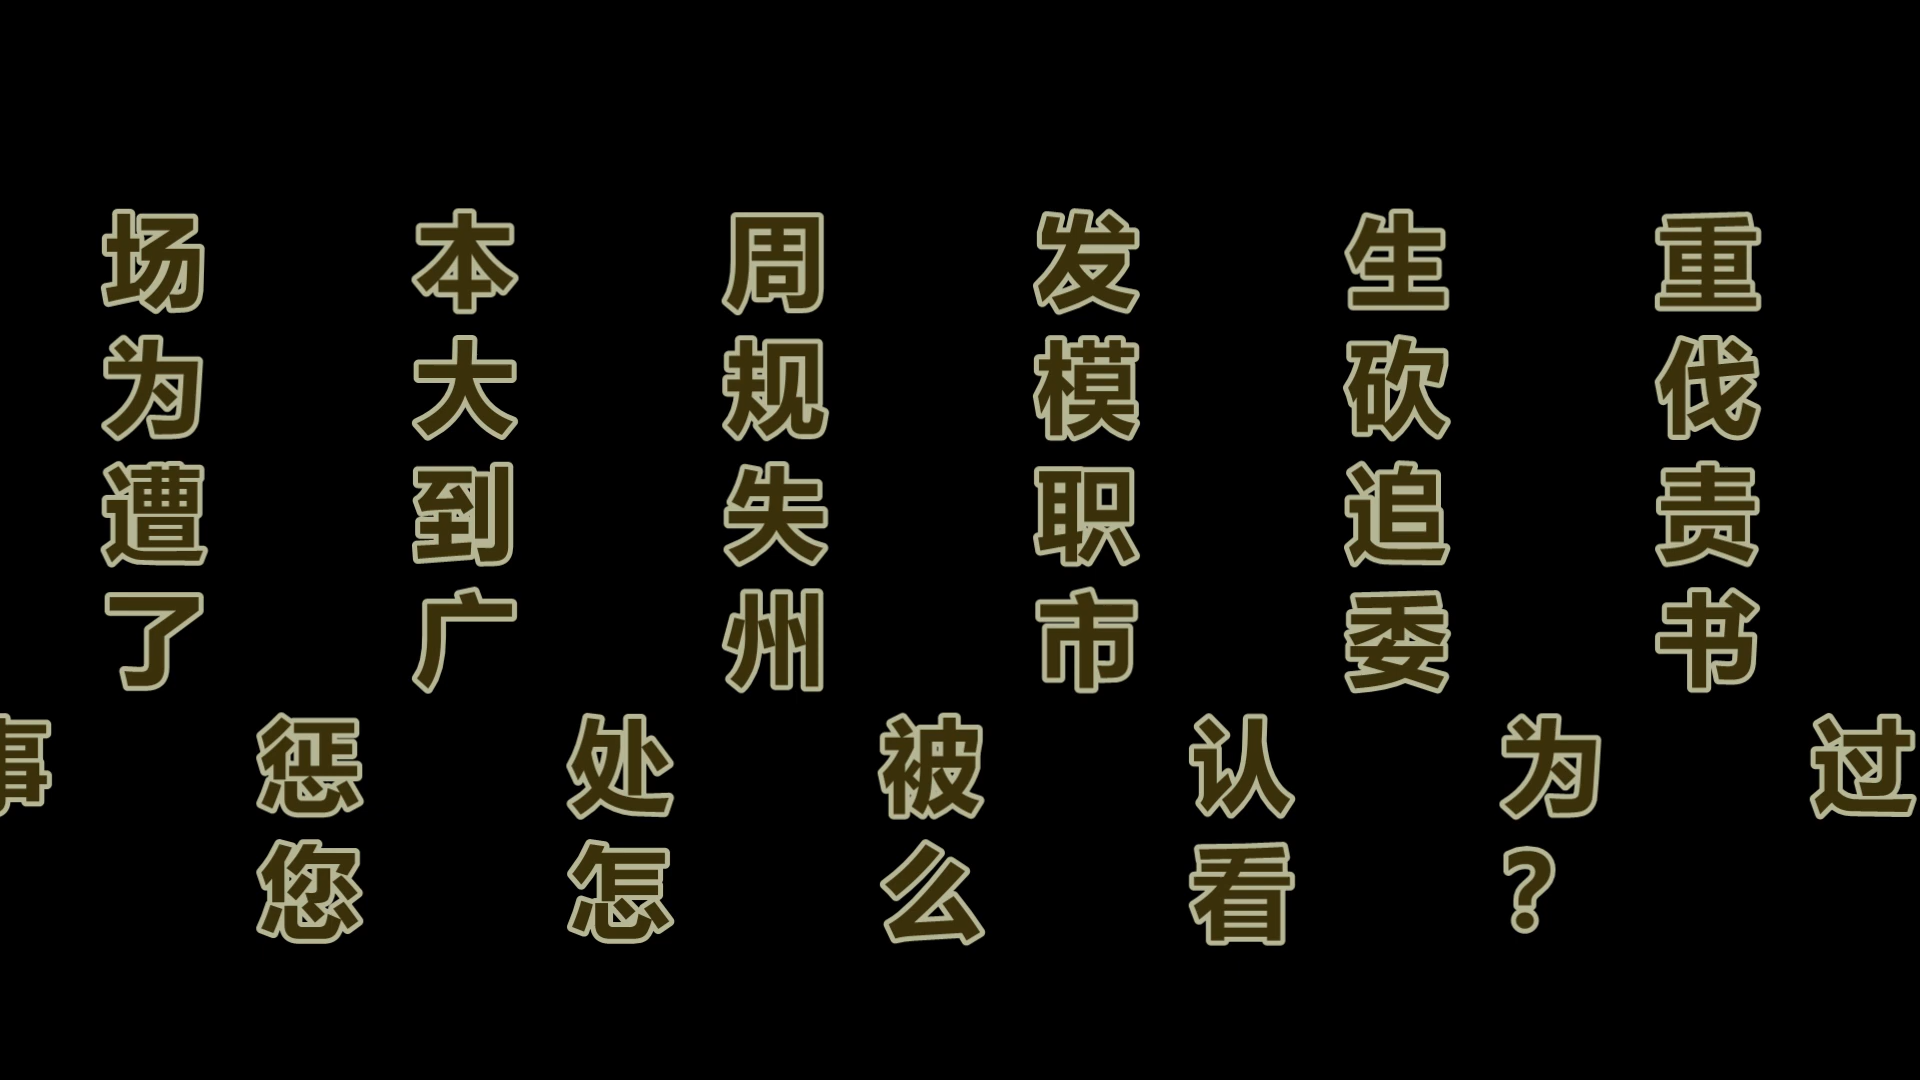 场本周发生重
为大规模砍伐
遭到失职追责
了广州市委书
事惩处被认为过
您怎么看？